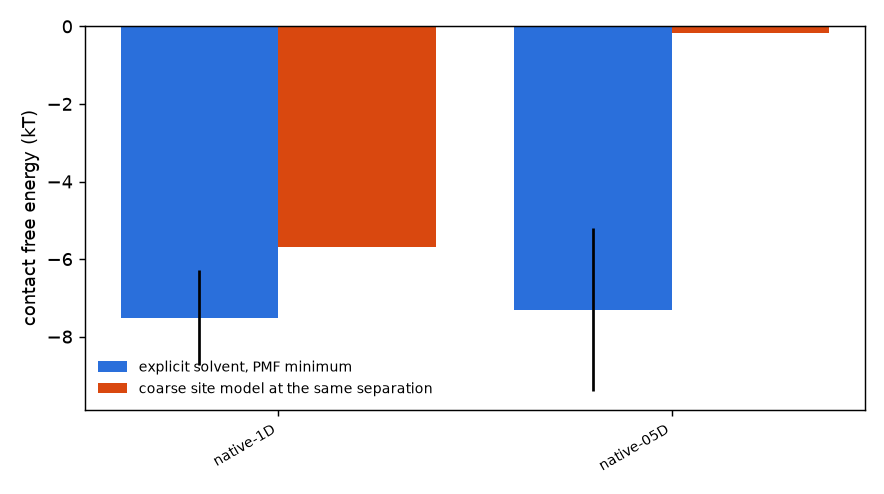 contact free energy (kT)
0
−2
−4
−6
−8
explicit solvent, PMF minimum
coarse site model at the same separation
native-1D
native-05D